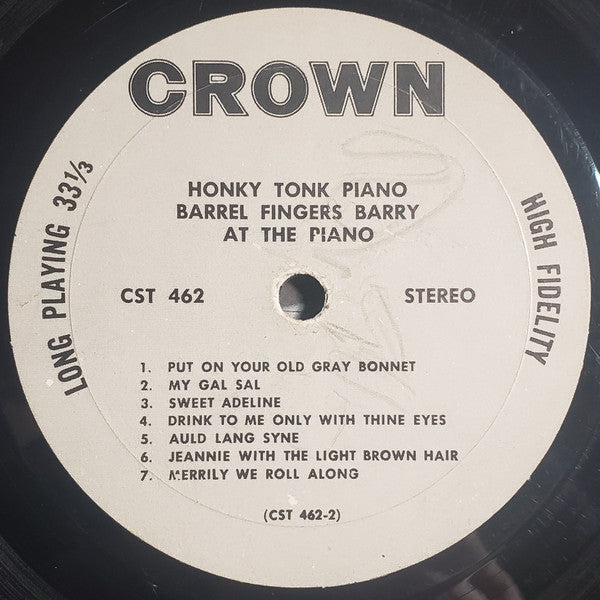 CROWN
LONG PLAYING 33⅓
HIGH FIDELITY
HONKY TONK PIANO
BARREL FINGERS BARRY
AT THE PIANO
CST 462
STEREO
1. PUT ON YOUR OLD GRAY BONNET
2. MY GAL SAL
3. SWEET ADELINE
4. DRINK TO ME ONLY WITH THINE EYES
5. AULD LANG SYNE
6. JEANNIE WITH THE LIGHT BROWN HAIR
7. MERRILY WE ROLL ALONG
(CST 462-2)